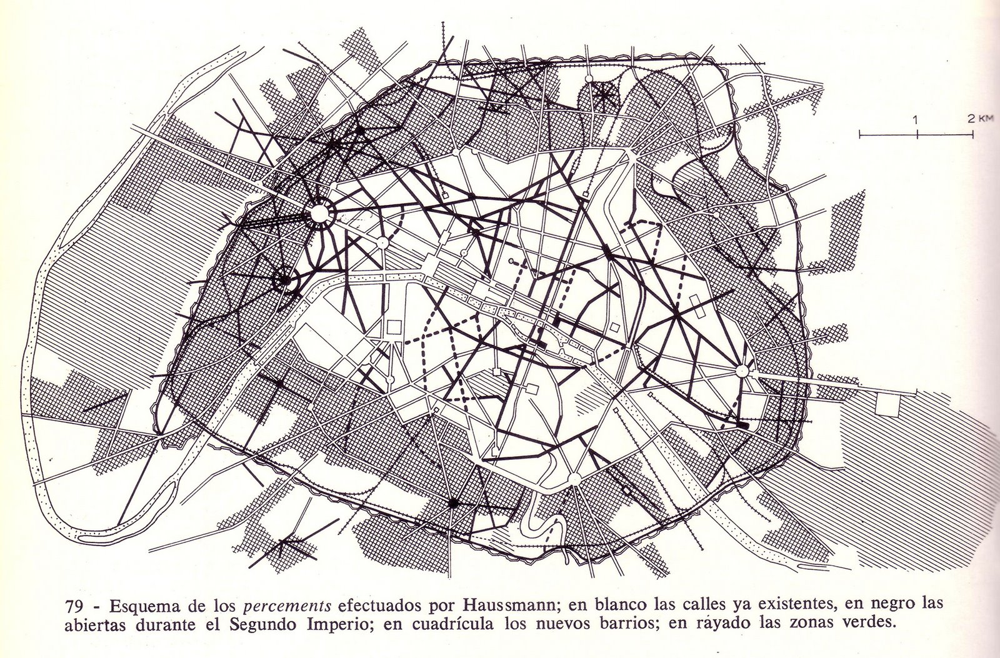 1 2 KM
79 - Esquema de los percements efectuados por Haussmann; en blanco las calles ya existentes, en negro las
abiertas durante el Segundo Imperio; en cuadrícula los nuevos barrios; en rayado las zonas verdes.